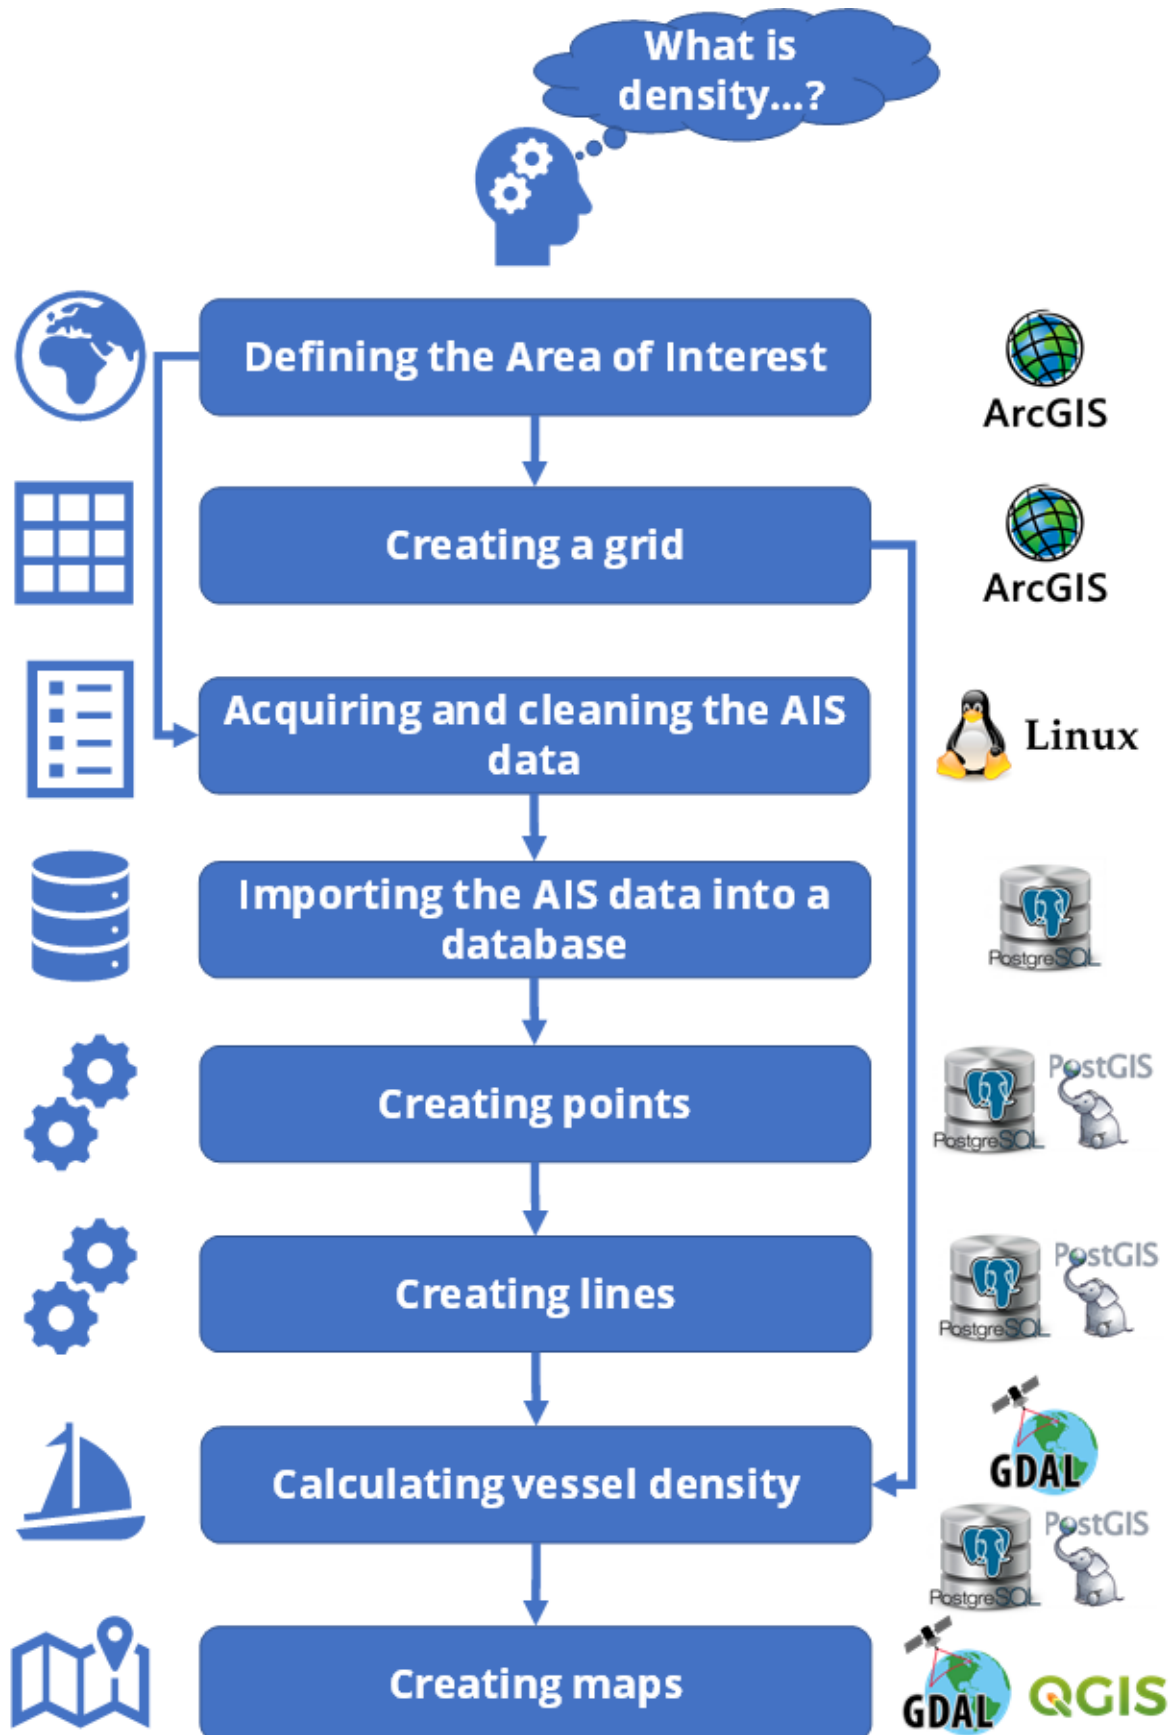 What is
density...?
Defining the Area of Interest
ArcGIS
Creating a grid
ArcGIS
Acquiring and cleaning the AIS
data
Linux
Importing the AIS data into a
database
PostgreSQL
Creating points
PostgreSQL
PostGIS
Creating lines
PostgreSQL
PostGIS
Calculating vessel density
GDAL
PostgreSQL
PostGIS
Creating maps
GDAL
QGIS